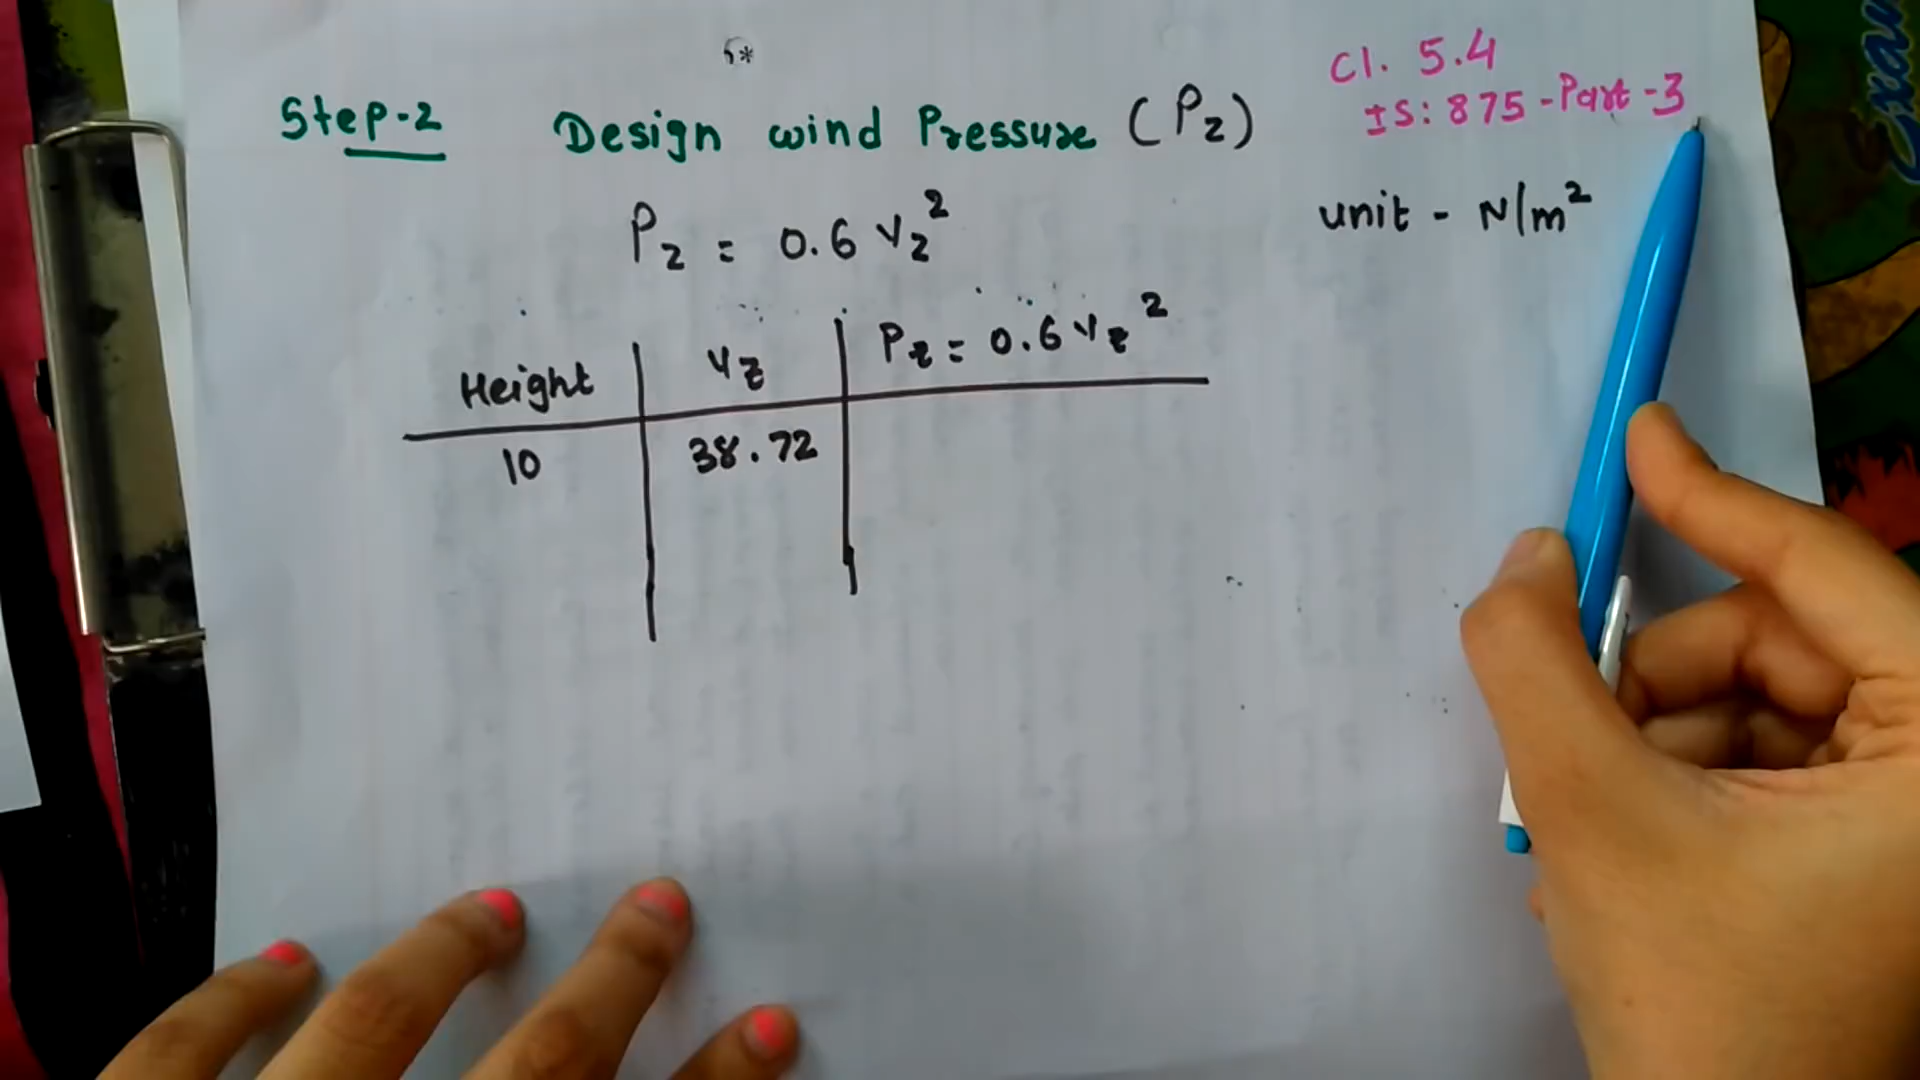 Step-2 Design wind Pressure (Pz)
Cl. 5.4
IS: 875 - Part - 3
unit - N/m²
Pz = 0.6 Vz²
Height Vz Pz = 0.6 Vz²
10 38.72